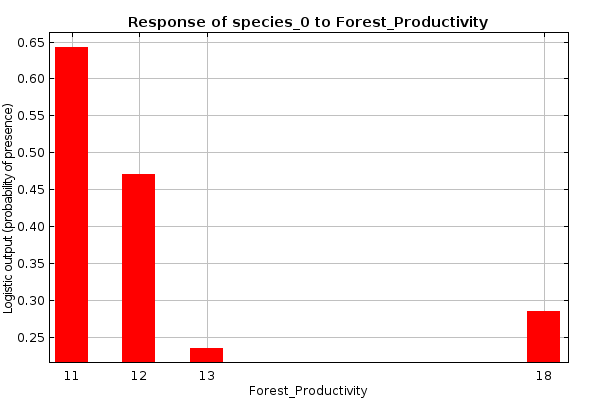 Response of species_0 to Forest_Productivity
Logistic output (probability of presence)
0.65
0.60
0.55
0.50
0.45
0.40
0.35
0.30
0.25
11 12 13 18
Forest_Productivity